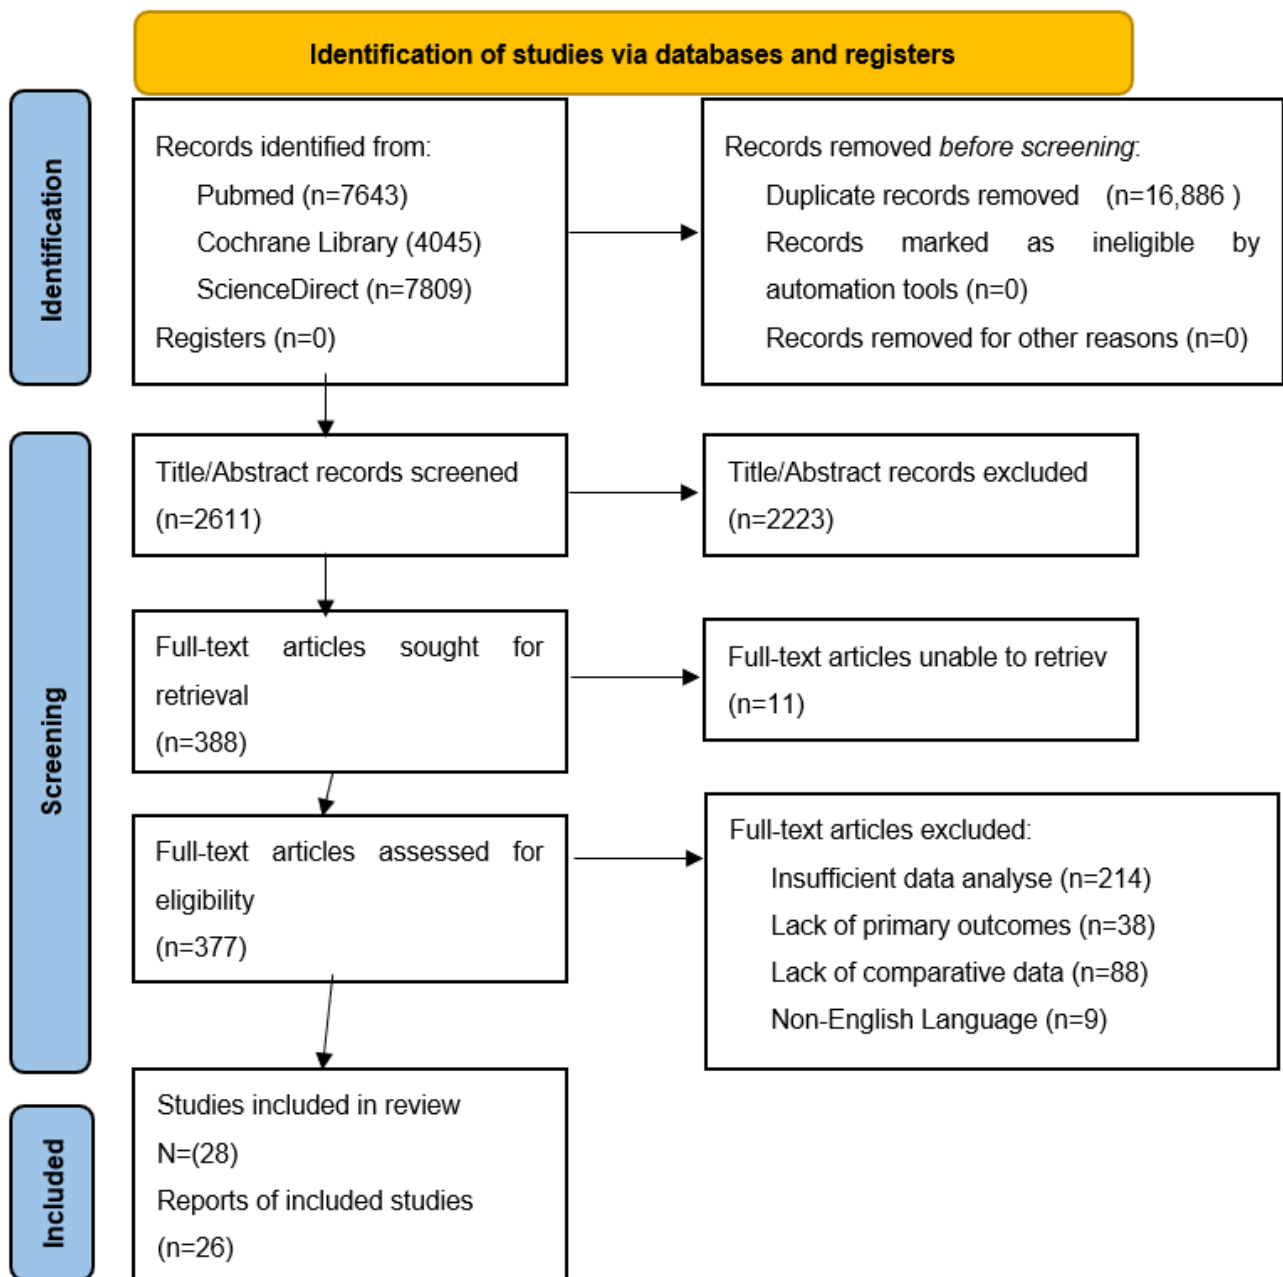 Identification of studies via databases and registers
Identification
Records identified from:
Pubmed (n=7643)
Cochrane Library (4045)
ScienceDirect (n=7809)
Registers (n=0)
Records removed before screening:
Duplicate records removed (n=16,886 )
Records marked as ineligible by
automation tools (n=0)
Records removed for other reasons (n=0)
Screening
Title/Abstract records screened
(n=2611)
Title/Abstract records excluded
(n=2223)
Full-text articles sought for
retrieval
(n=388)
Full-text articles unable to retriev
(n=11)
Full-text articles assessed for
eligibility
(n=377)
Full-text articles excluded:
Insufficient data analyse (n=214)
Lack of primary outcomes (n=38)
Lack of comparative data (n=88)
Non-English Language (n=9)
Included
Studies included in review
N=(28)
Reports of included studies
(n=26)